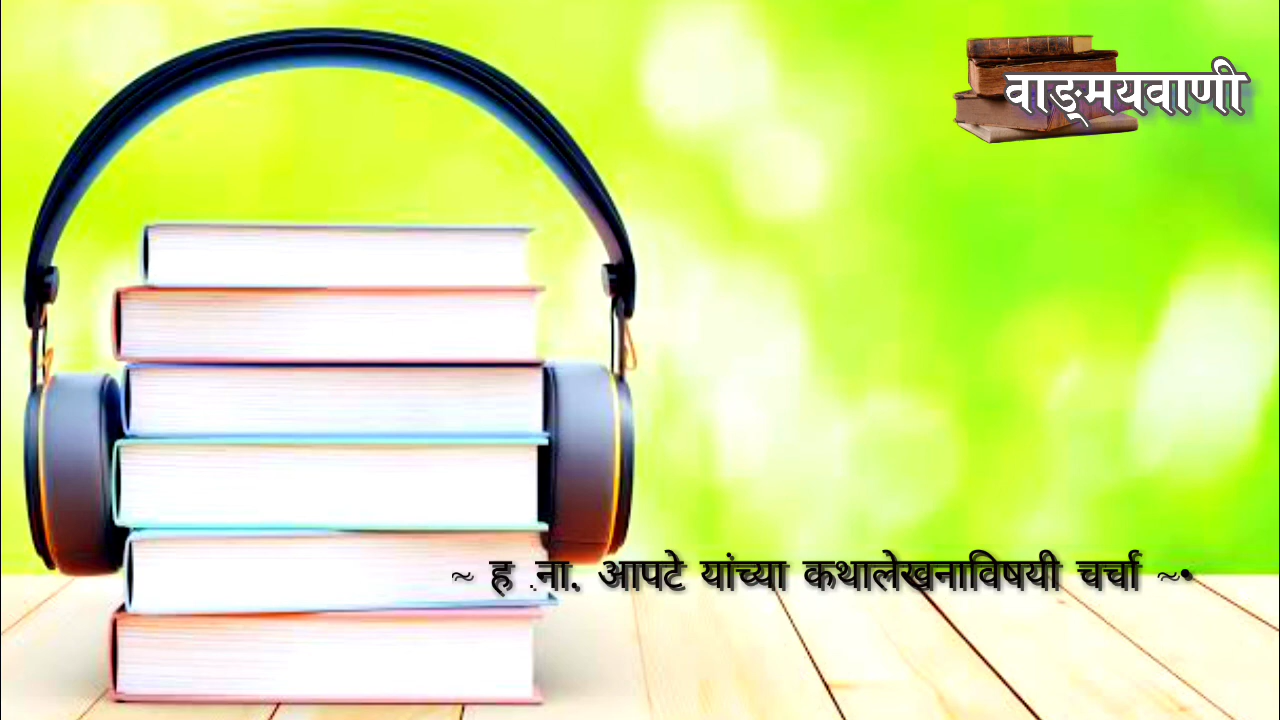 वाङ्मयवाणी
~ ह .ना. आपटे यांच्या कथालेखनाविषयी चर्चा ~•